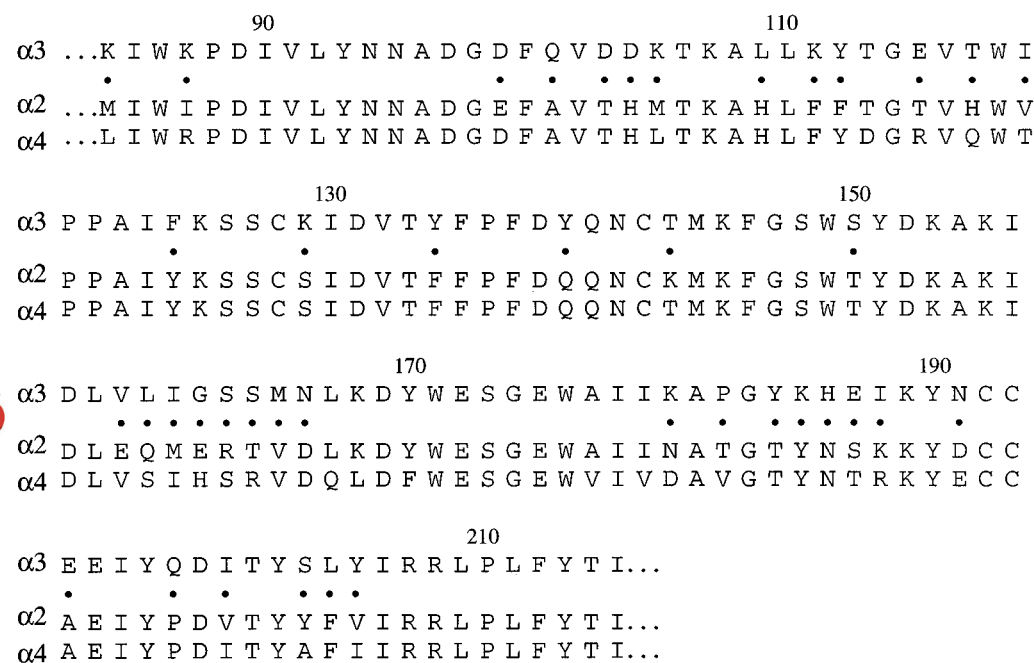 90 110
α3 ...K I W K P D I V L Y N N A D G D F Q V D D K T K A L L K Y T G E V T W I
• • • • • • • • • • • • •
α2 ...M I W I P D I V L Y N N A D G E F A V T H M T K A H L F F T G T V H W V
α4 ...L I W R P D I V L Y N N A D G D F A V T H L T K A H L F Y D G R V Q W T
130 150
α3 P P A I F K S S C K I D V T Y F P F D Y Q N C T M K F G S W S Y D K A K I
• • • • • •
α2 P P A I Y K S S C S I D V T F F P F D Q Q N C K M K F G S W T Y D K A K I
α4 P P A I Y K S S C S I D V T F F P F D Q Q N C T M K F G S W T Y D K A K I
170 190
α3 D L V L I G S S M N L K D Y W E S G E W A I I K A P G Y K H E I K Y N C C
• • • • • • • • • • • • • • • •
α2 D L E Q M E R T V D L K D Y W E S G E W A I I N A T G T Y N S K K Y D C C
α4 D L V S I H S R V D Q L D F W E S G E W V I V D A V G T Y N T R K Y E C C
210
α3 E E I Y Q D I T Y S L Y I R R L P L F Y T I...
• • • • • •
α2 A E I Y P D V T Y Y F V I R R L P L F Y T I...
α4 A E I Y P D I T Y A F I I R R L P L F Y T I...